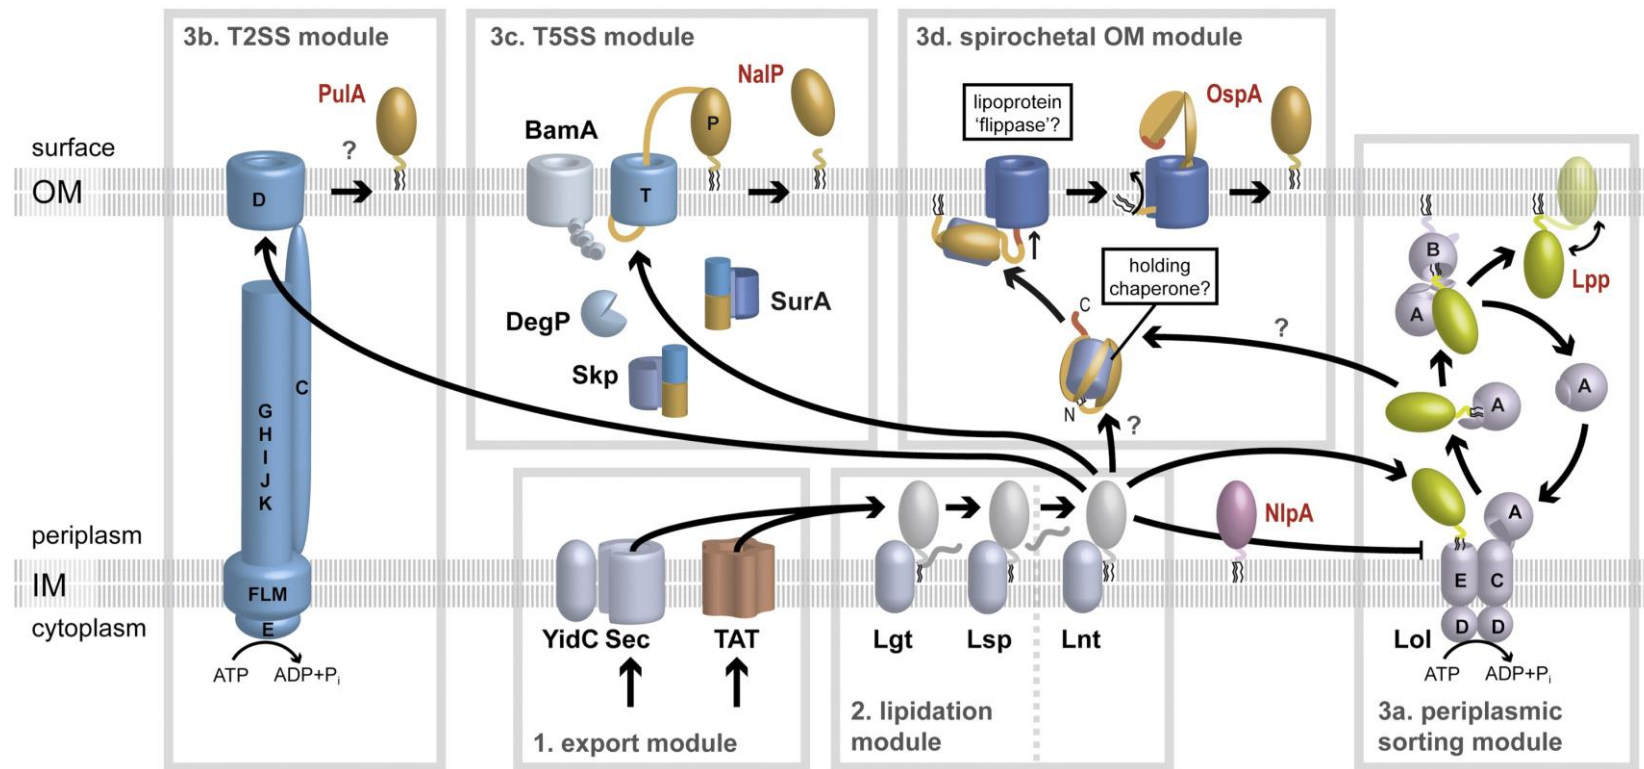 3b. T2SS module
3c. T5SS module
3d. spirochetal OM module
PulA
NalP
OspA
lipoprotein
'flippase'?
BamA
P
surface
OM
?
D
T
B
Lpp
A
holding
chaperone?
DegP
SurA
C
?
A
Skp
C
G
H
I
J
K
N
?
A
NlpA
A
periplasm
IM
cytoplasm
FLM
E
E
C
YidC
Sec
TAT
Lgt
Lsp
Lnt
Lol
D
D
ATP
ADP+Pi
ATP
ADP+Pi
1. export module
2. lipidation
module
3a. periplasmic
sorting module